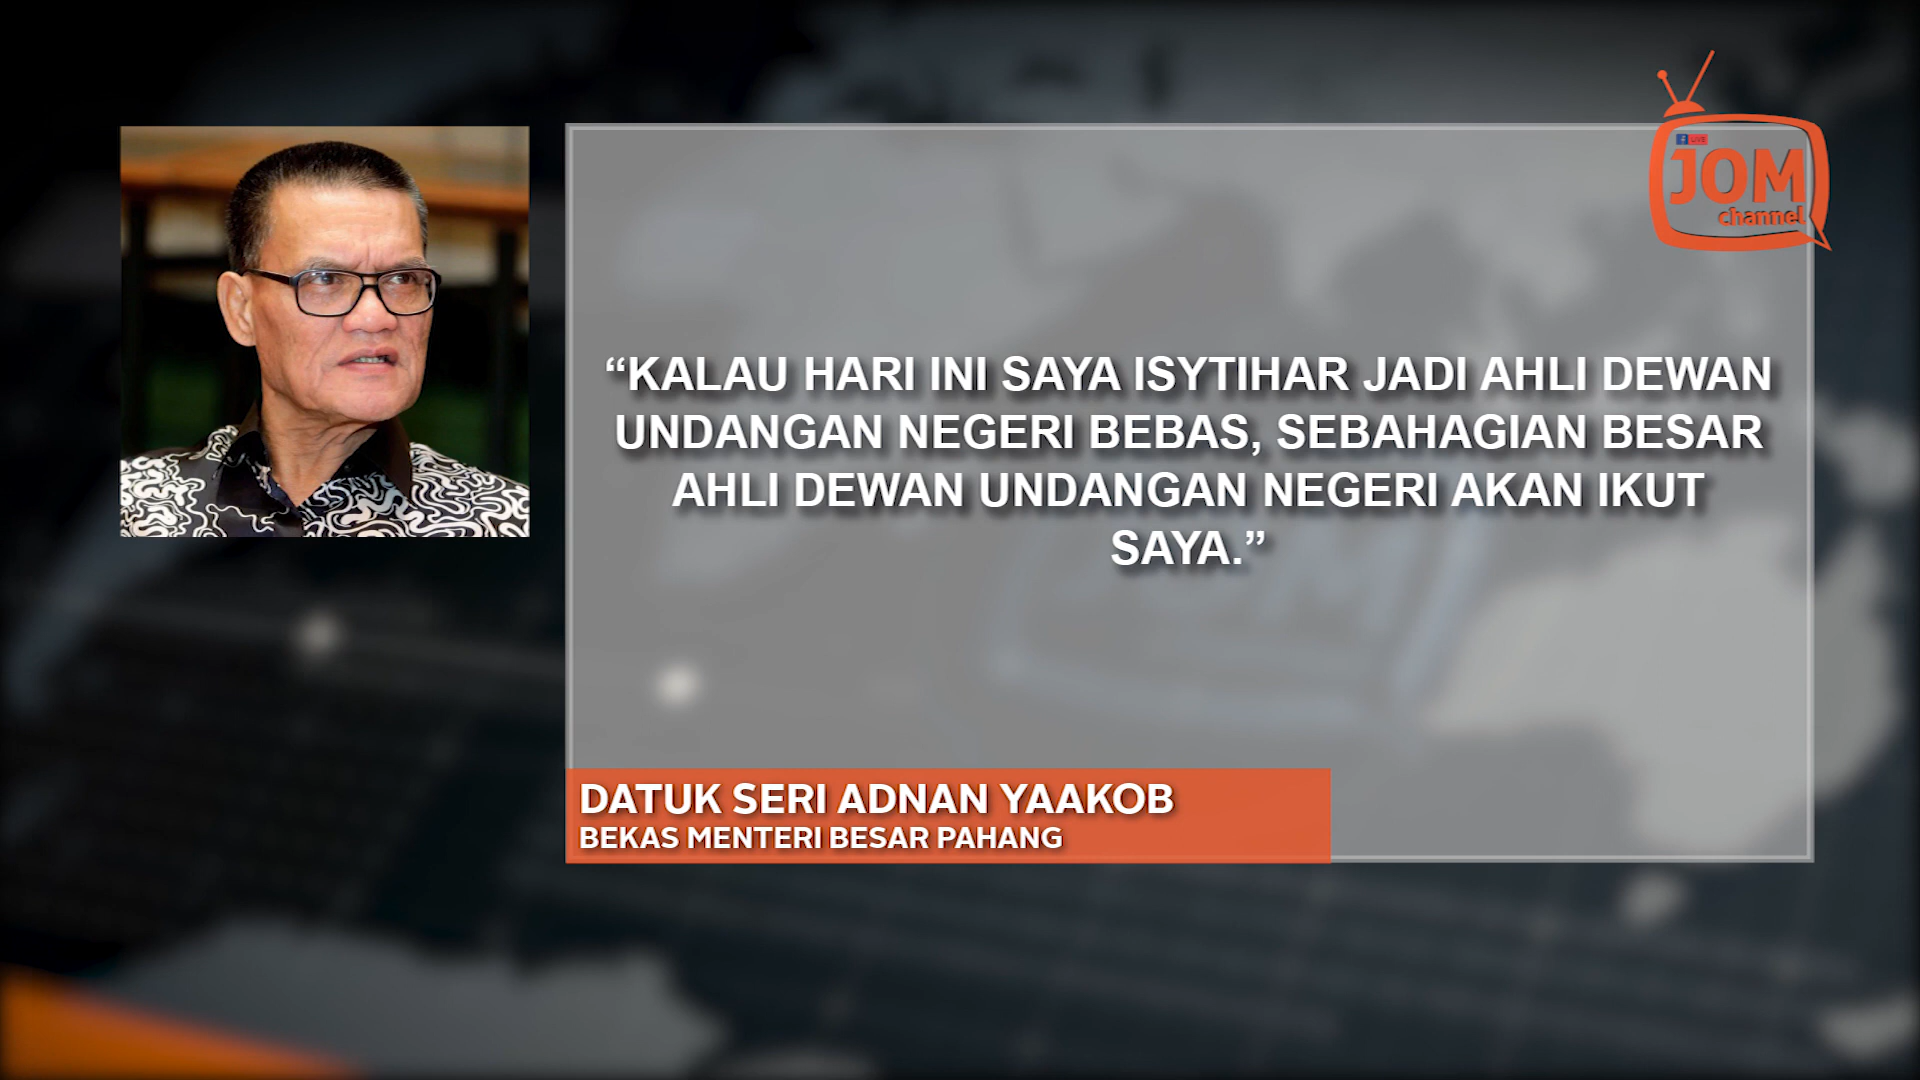 LIVE
JOM
channel
“KALAU HARI INI SAYA ISYTIHAR JADI AHLI DEWAN
UNDANGAN NEGERI BEBAS, SEBAHAGIAN BESAR
AHLI DEWAN UNDANGAN NEGERI AKAN IKUT
SAYA.”
DATUK SERI ADNAN YAAKOB
BEKAS MENTERI BESAR PAHANG